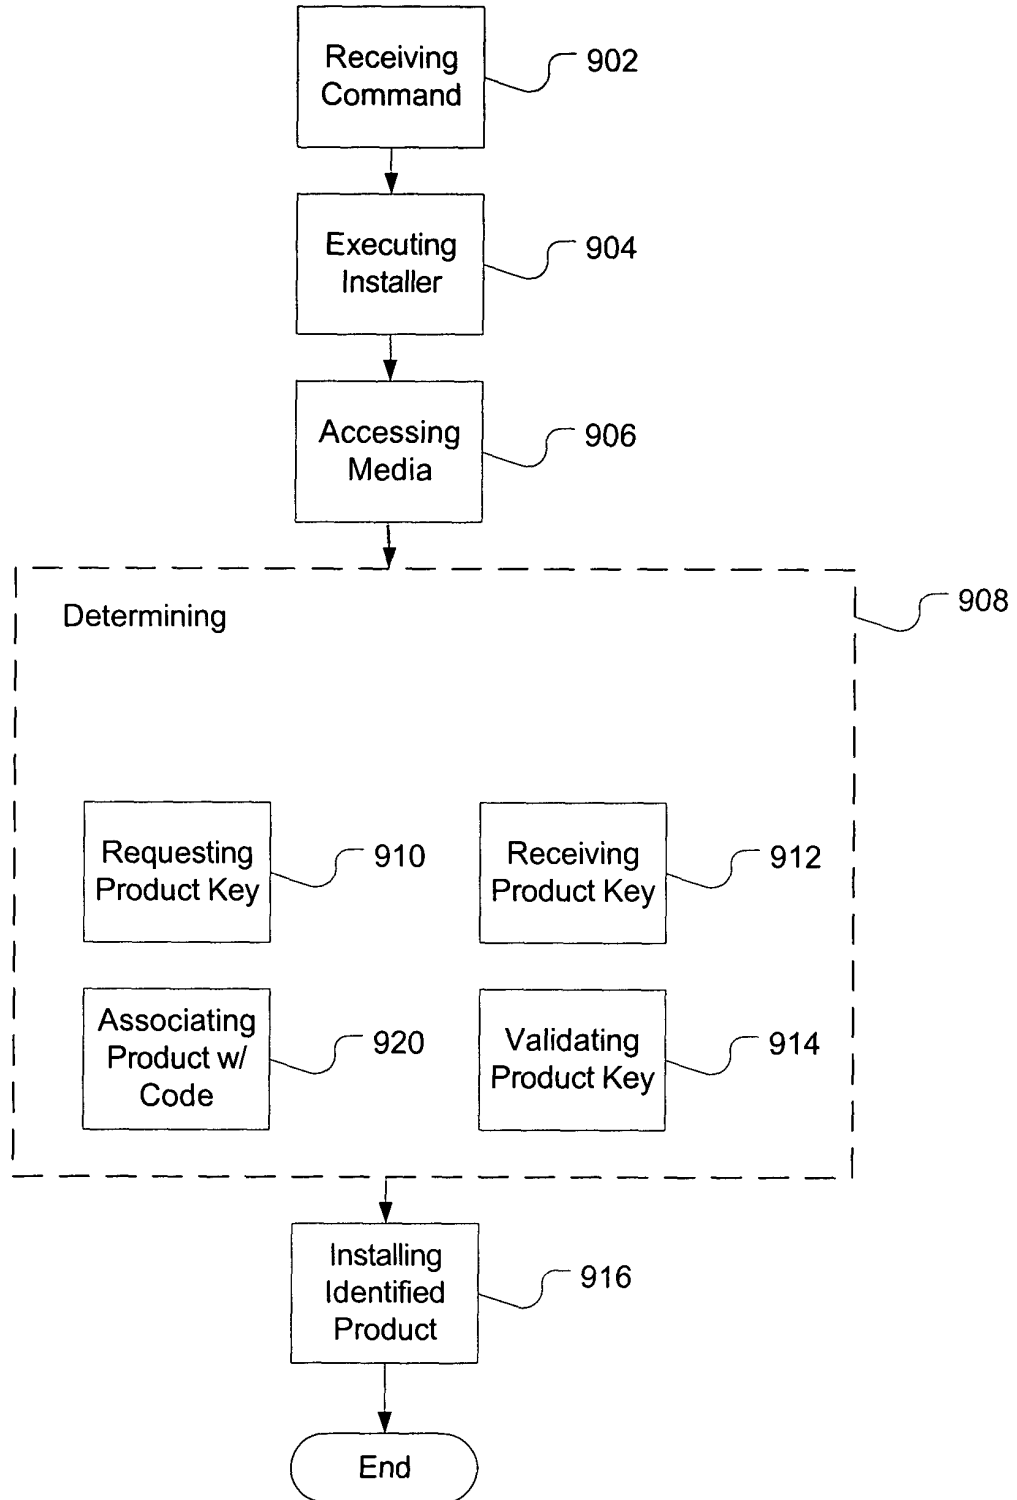 Receiving
Command
902
Executing
Installer
904
Accessing
Media
906
Determining
908
Requesting
Product Key
910
Receiving
Product Key
912
Associating
Product w/
Code
920
Validating
Product Key
914
Installing
Identified
Product
916
End